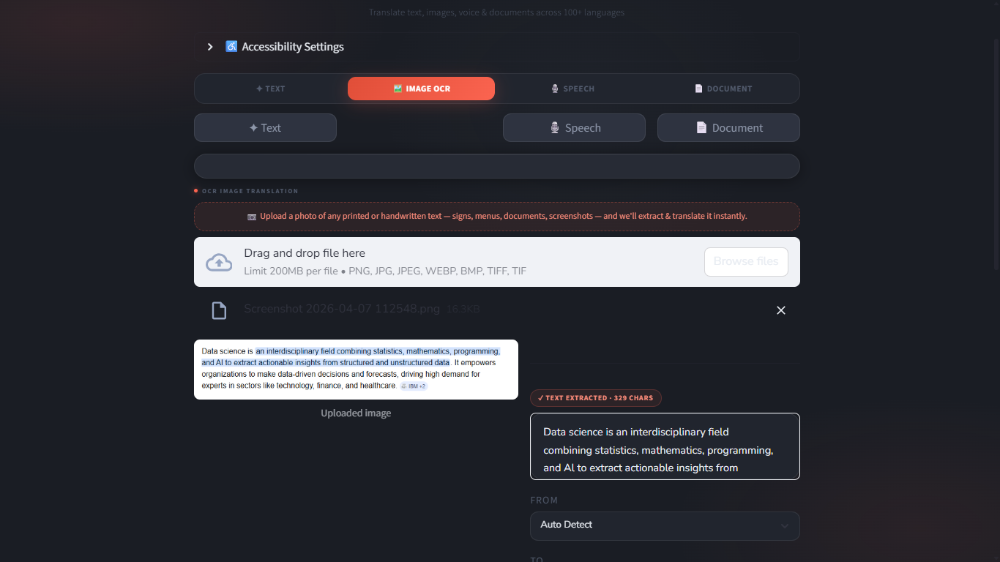 Translate text, images, voice & documents across 100+ languages
Accessibility Settings
TEXT
IMAGE OCR
SPEECH
DOCUMENT
Text
Speech
Document
OCR IMAGE TRANSLATION
Upload a photo of any printed or handwritten text — signs, menus, documents, screenshots — and we'll extract & translate it instantly.
Drag and drop file here
Limit 200MB per file • PNG, JPG, JPEG, WEBP, BMP, TIFF, TIF
Browse files
Screenshot 2026-04-07 112548.png 16.3KB
Data science is an interdisciplinary field combining statistics, mathematics, programming,
and AI to extract actionable insights from structured and unstructured data. It empowers
organizations to make data-driven decisions and forecasts, driving high demand for
experts in sectors like technology, finance, and healthcare. IBM +2
Uploaded image
✓ TEXT EXTRACTED · 329 CHARS
Data science is an interdisciplinary field
combining statistics, mathematics, programming,
and Al to extract actionable insights from
FROM
Auto Detect
TO